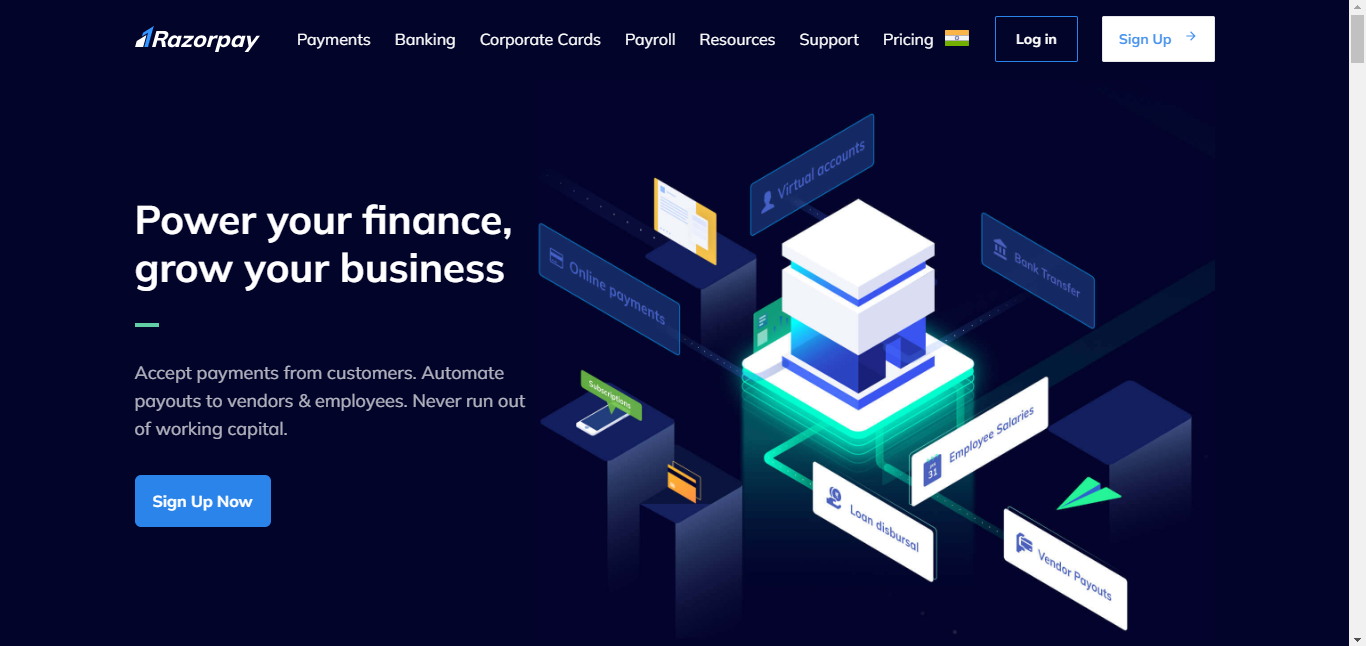 Razorpay
Payments
Banking
Corporate Cards
Payroll
Resources
Support
Pricing
Log in
Sign Up
Power your finance,
grow your business
Accept payments from customers. Automate
payouts to vendors & employees. Never run out
of working capital.
Sign Up Now
Virtual accounts
Online payments
Bank Transfer
Subscriptions
Employee Salaries
31
Loan disbursal
Vendor Payouts